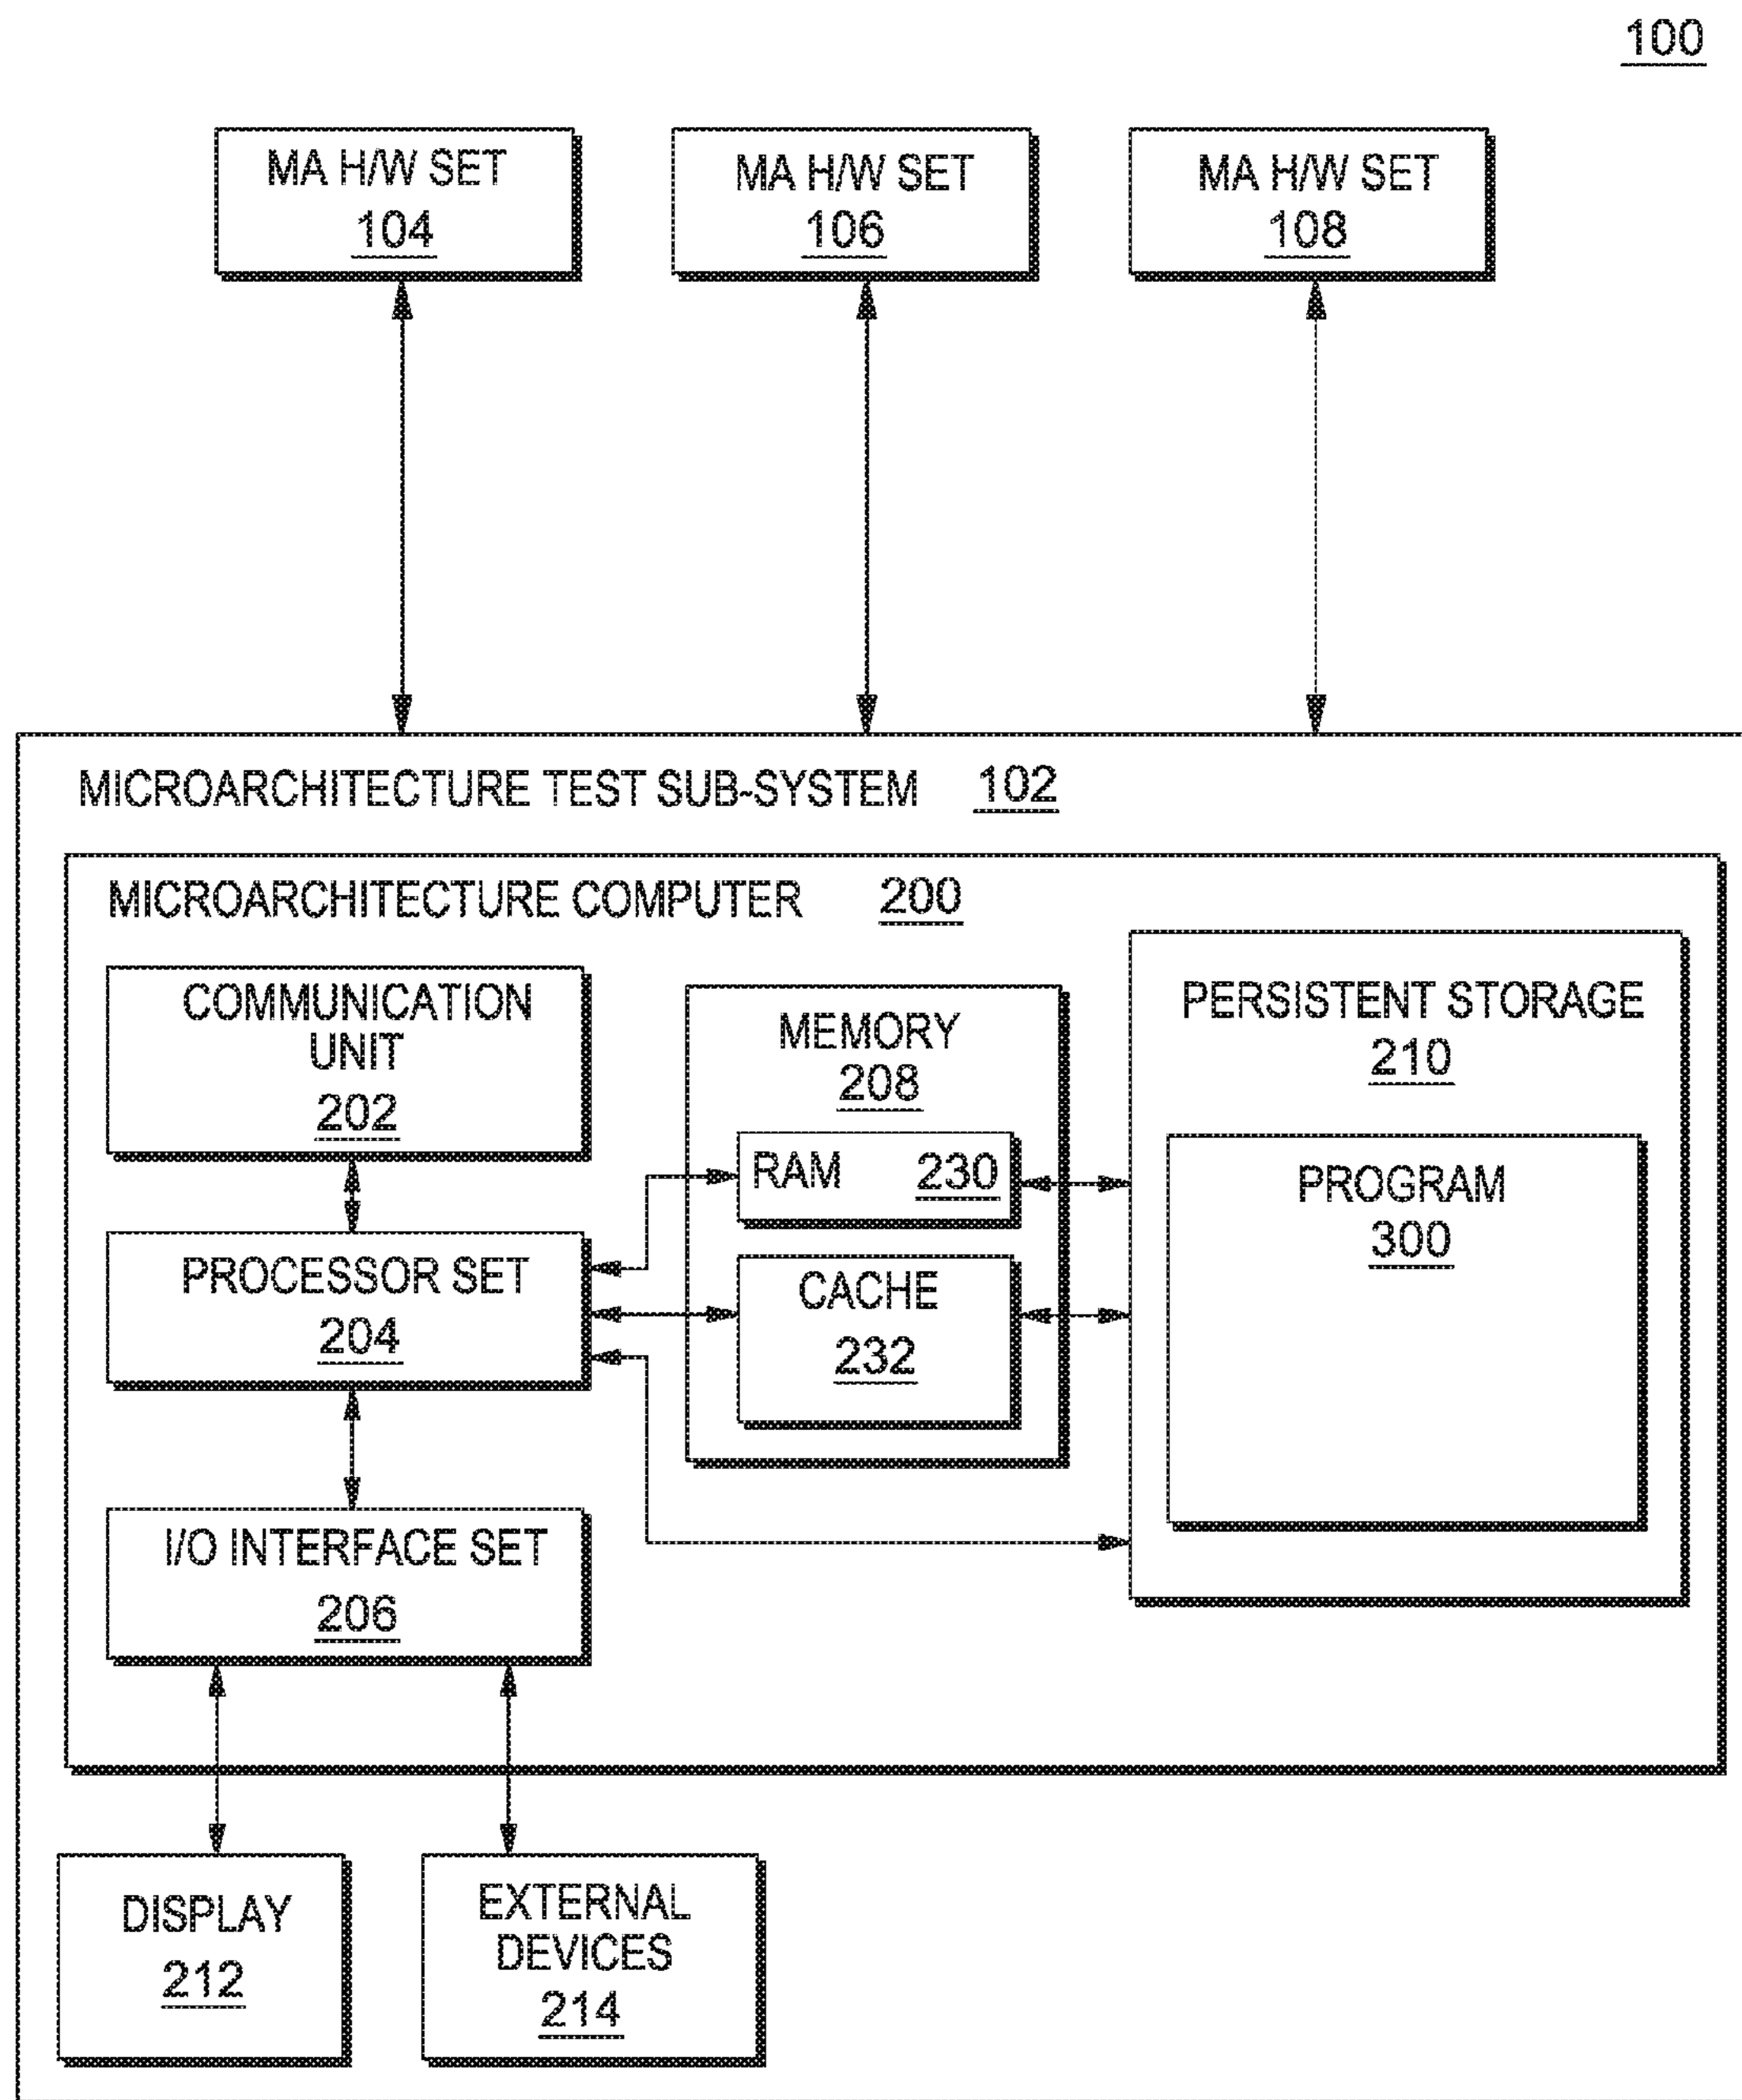 100
MA H/W SET
104
MA H/W SET
106
MA H/W SET
108
MICROARCHITECTURE TEST SUB-SYSTEM 102
MICROARCHITECTURE COMPUTER 200
COMMUNICATION
UNIT
202
MEMORY
208
PERSISTENT STORAGE
210
RAM 230
PROGRAM
300
PROCESSOR SET
204
CACHE
232
I/O INTERFACE SET
206
DISPLAY
212
EXTERNAL
DEVICES
214